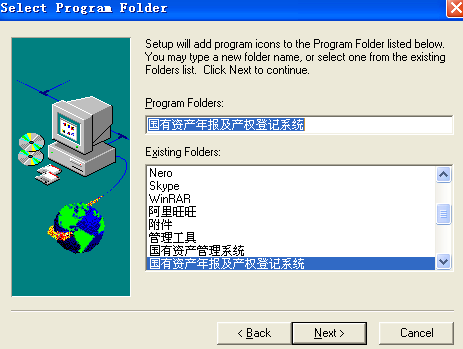 Select Program Folder
Setup will add program icons to the Program Folder listed below.
You may type a new folder name, or select one from the existing
Folders list. Click Next to continue.
Program Folders:
国有资产年报及产权登记系统
Existing Folders:
Nero
Skype
WinRAR
阿里旺旺
附件
管理工具
国有资产管理系统
国有资产年报及产权登记系统
< Back
Next >
Cancel